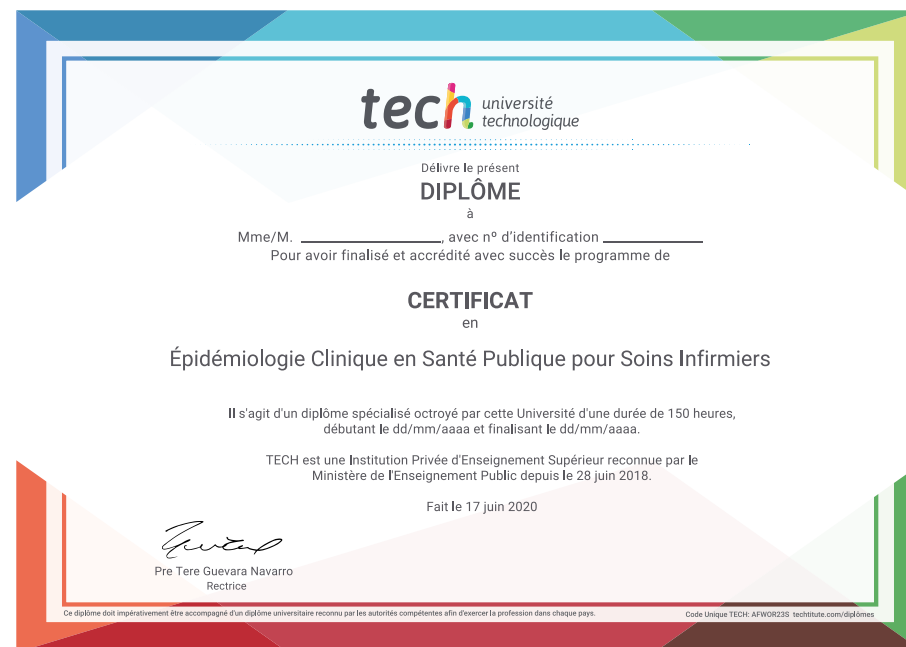 tech université
technologique
Délivre le présent
DIPLÔME
à
Mme/M. ____________________, avec nº d'identification ______________
Pour avoir finalisé et accrédité avec succès le programme de
CERTIFICAT
en
Épidémiologie Clinique en Santé Publique pour Soins Infirmiers
Il s'agit d'un diplôme spécialisé octroyé par cette Université d'une durée de 150 heures,
débutant le dd/mm/aaaa et finalisant le dd/mm/aaaa.
TECH est une Institution Privée d'Enseignement Supérieur reconnue par le
Ministère de l'Enseignement Public depuis le 28 juin 2018.
Fait le 17 juin 2020
Pre Tere Guevara Navarro
Rectrice
Ce diplôme doit impérativement être accompagné d'un diplôme universitaire reconnu par les autorités compétentes afin d'exercer la profession dans chaque pays.
Code Unique TECH: AFWOR23S techtitute.com/diplômes